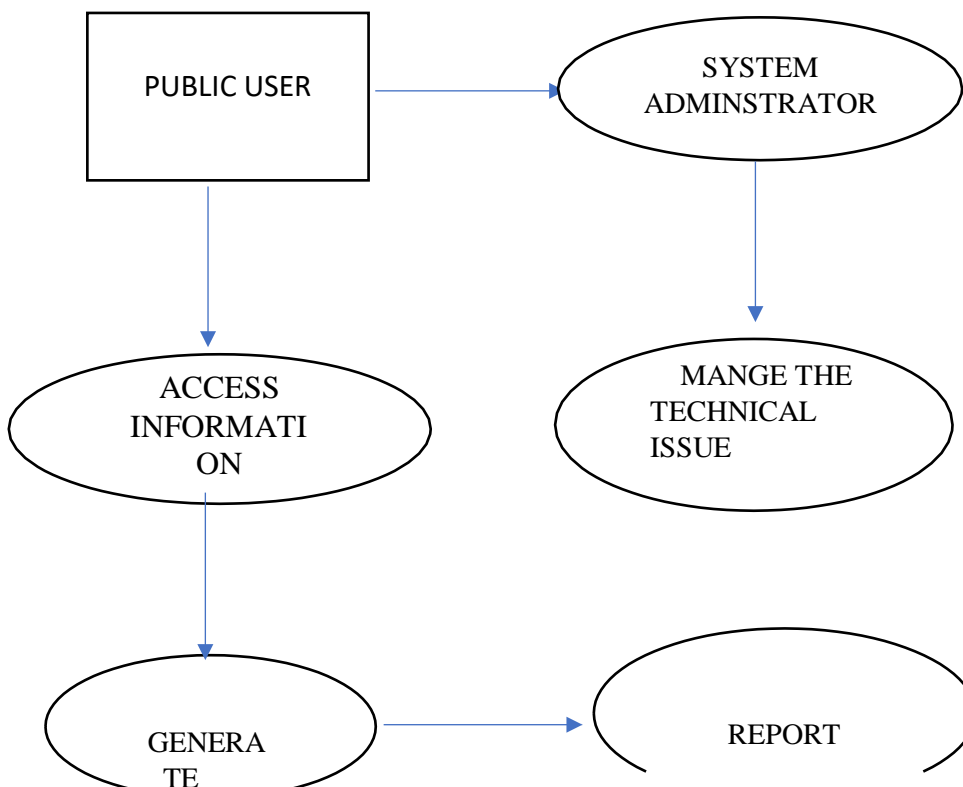 PUBLIC USER
SYSTEM
ADMINSTRATOR
ACCESS
INFORMATI
ON
MANGE THE
TECHNICAL
ISSUE
GENERA
TE
REPORT